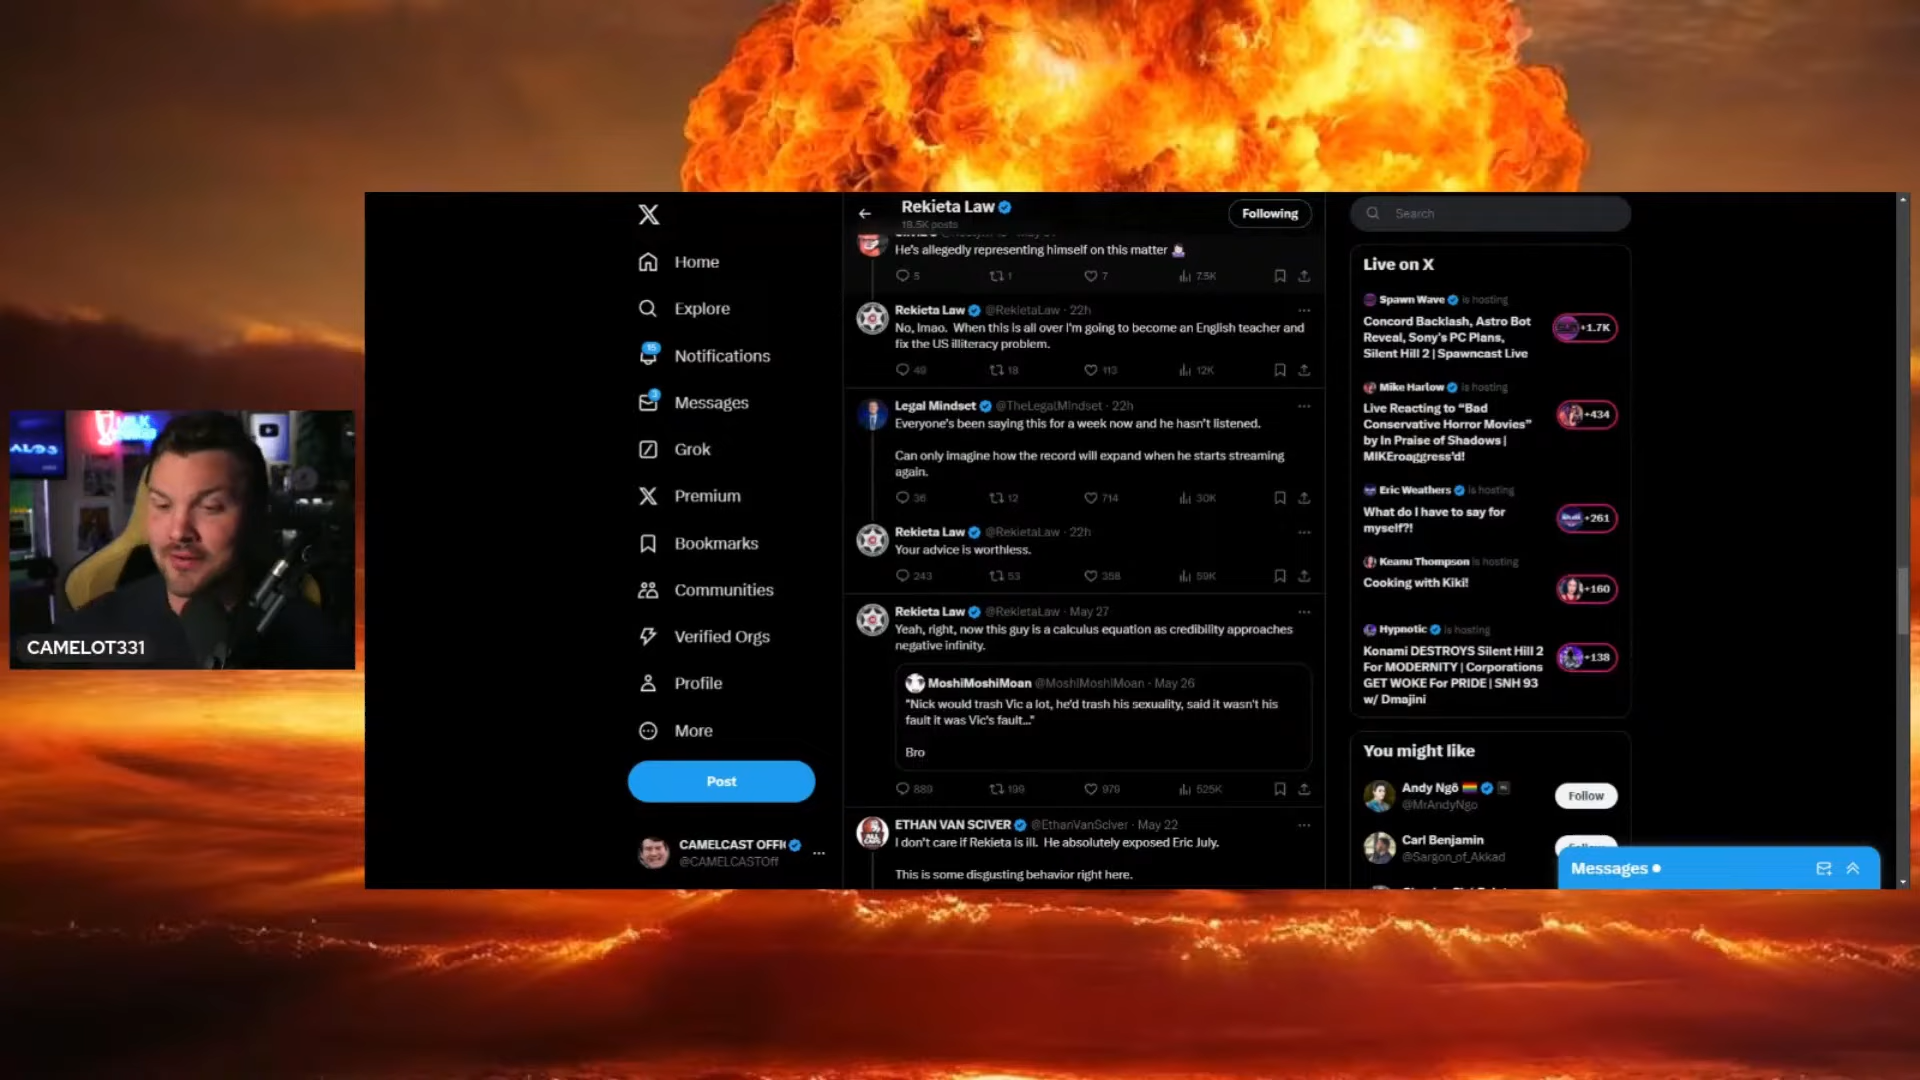 CAMELOT331
Home
Explore
15
Notifications
3
Messages
Grok
Premium
Bookmarks
Communities
Verified Orgs
Profile
More
Post
CAMELCAST OFFI
@CAMELCASTOff
Rekieta Law
18.5K posts
Following
He's allegedly representing himself on this matter
5 1 7 7.5K
Rekieta Law @RekietaLaw · 22h
No, lmao. When this is all over I'm going to become an English teacher and
fix the US illiteracy problem.
49 18 113 12K
Legal Mindset @TheLegalMindset · 22h
Everyone's been saying this for a week now and he hasn't listened.
Can only imagine how the record will expand when he starts streaming
again.
36 12 714 30K
Rekieta Law @RekietaLaw · 22h
Your advice is worthless.
243 53 358 59K
Rekieta Law @RekietaLaw · May 27
Yeah, right, now this guy is a calculus equation as credibility approaches
negative infinity.
MoshiMoshiMoan @MoshiMoshiMoan · May 26
"Nick would trash Vic a lot, he'd trash his sexuality, said it wasn't his
fault it was Vic's fault..."
Bro
889 199 979 525K
ETHAN VAN SCIVER @EthanVanSciver · May 22
I don't care if Rekieta is ill. He absolutely exposed Eric July.
This is some disgusting behavior right here.
Search
Live on X
Spawn Wave is hosting
Concord Backlash, Astro Bot
Reveal, Sony's PC Plans,
Silent Hill 2 | Spawncast Live
+1.7K
Mike Harlow is hosting
Live Reacting to "Bad
Conservative Horror Movies"
by In Praise of Shadows |
MIKEroaggress'd!
+434
Eric Weathers is hosting
What do I have to say for
myself?!
+261
Keanu Thompson is hosting
Cooking with Kiki!
+160
Hypnotic is hosting
Konami DESTROYS Silent Hill 2
For MODERNITY | Corporations
GET WOKE For PRIDE | SNH 93
w/ Dmajini
+138
You might like
Andy Ngô
@MrAndyNgo
Follow
Carl Benjamin
@Sargon_of_Akkad
Messages